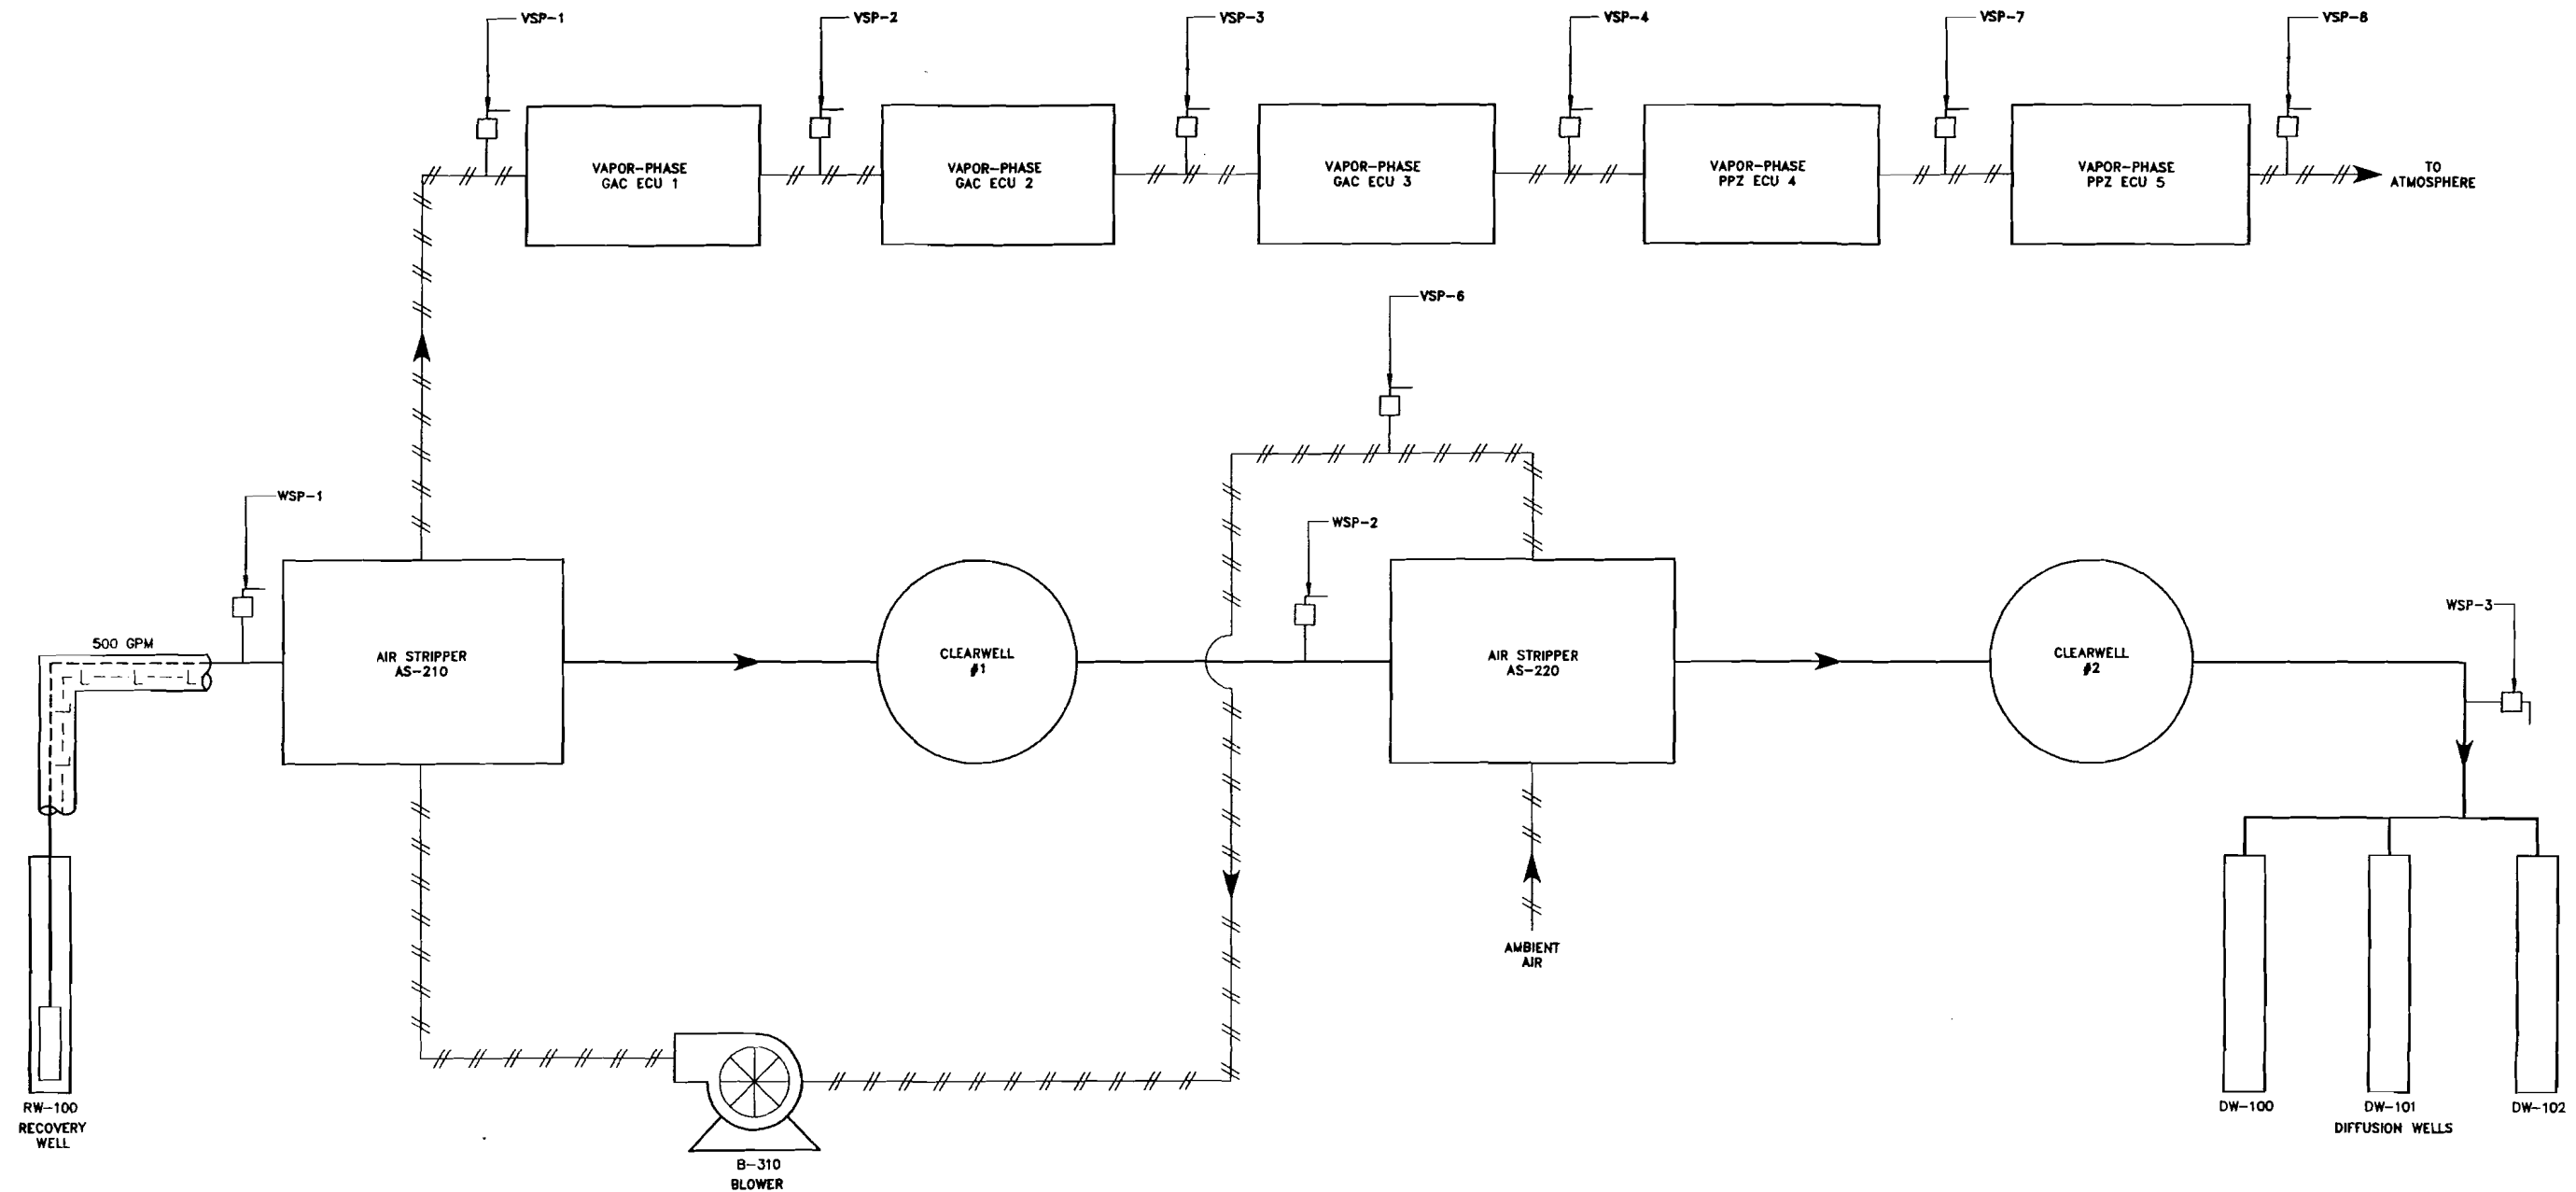 VSP-1
VSP-2
VSP-3
VSP-4
VSP-7
VSP-8
VAPOR-PHASE
GAC ECU 1
VAPOR-PHASE
GAC ECU 2
VAPOR-PHASE
GAC ECU 3
VAPOR-PHASE
PPZ ECU 4
VAPOR-PHASE
PPZ ECU 5
TO
ATMOSPHERE
VSP-6
WSP-1
WSP-2
WSP-3
500 GPM
AIR STRIPPER
AS-210
CLEARWELL
#1
AIR STRIPPER
AS-220
CLEARWELL
#2
AMBIENT
AIR
RW-100
RECOVERY
WELL
B-310
BLOWER
DW-100
DW-101
DW-102
DIFFUSION WELLS